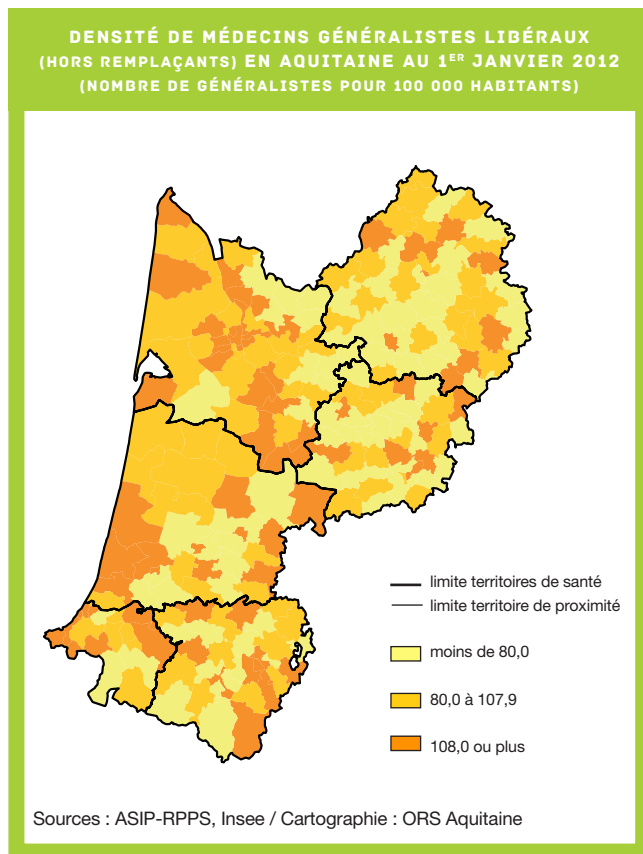 DENSITÉ DE MÉDECINS GÉNÉRALISTES LIBÉRAUX
(HORS REMPLAÇANTS) EN AQUITAINE AU 1ER JANVIER 2012
(NOMBRE DE GÉNÉRALISTES POUR 100 000 HABITANTS)
limite territoires de santé
limite territoire de proximité
moins de 80,0
80,0 à 107,9
108,0 ou plus
Sources : ASIP-RPPS, Insee / Cartographie : ORS Aquitaine